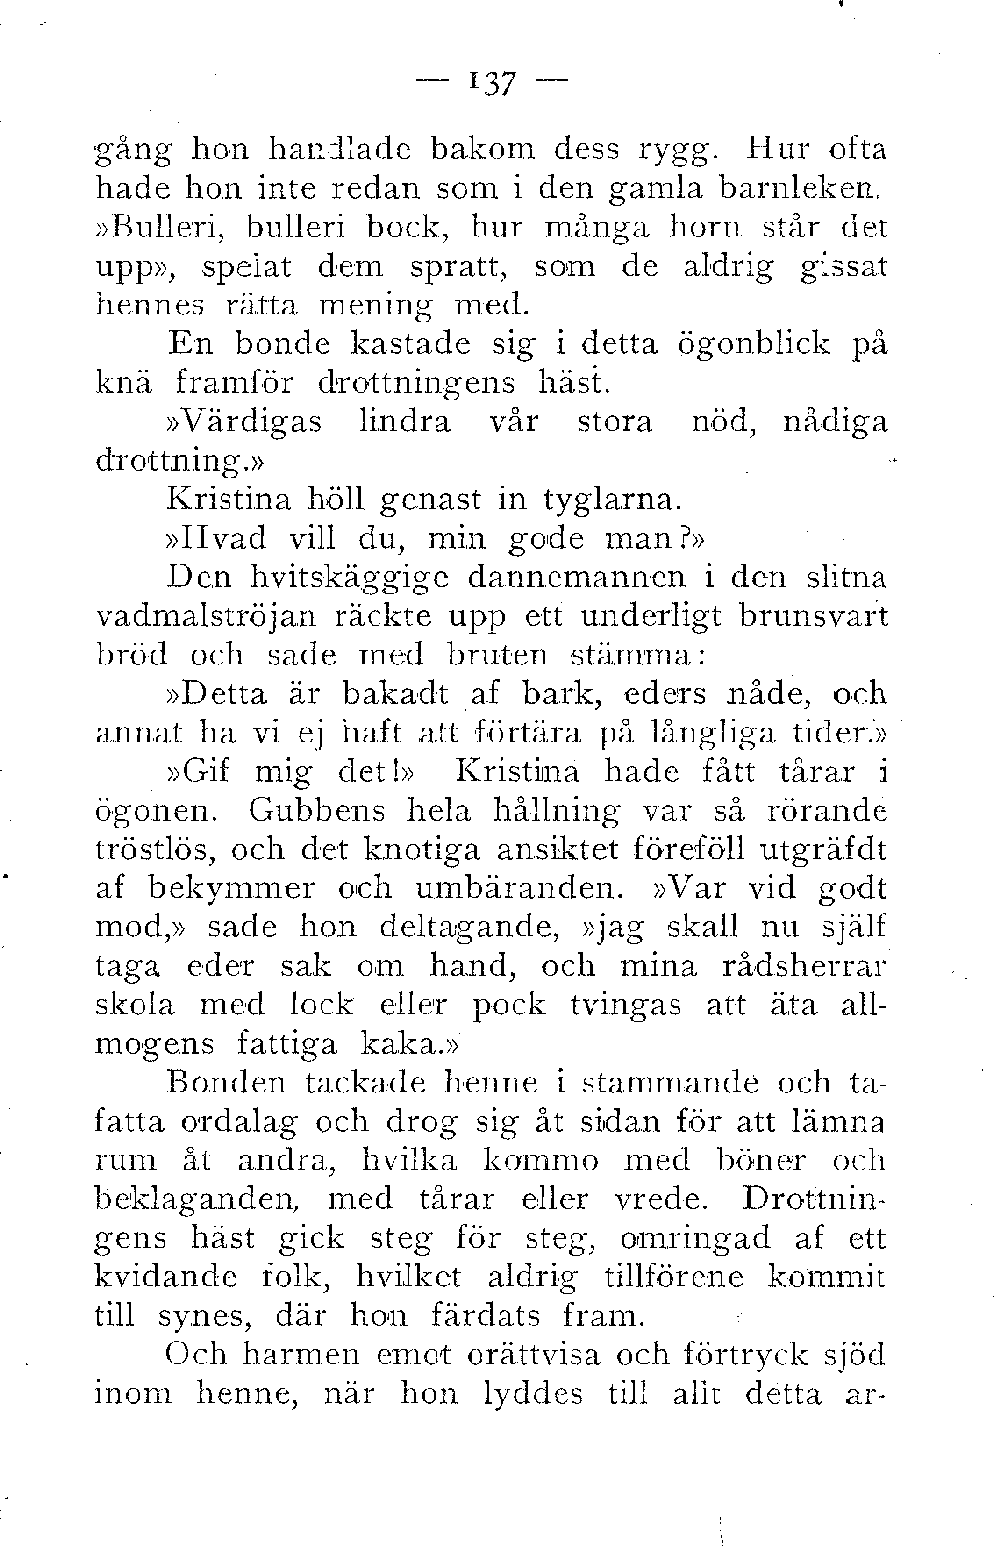 — 137 —
gång hon handlade bakom dess rygg. Hur ofta
hade hon inte redan som i den gamla barnleken,
»Bulleri, bulleri bock, hur många horn står det
upp», spelat dem spratt, som de aldrig gissat
hennes rätta mening med.
En bonde kastade sig i detta ögonblick på
knä framför drottningens häst.
»Värdigas lindra vår stora nöd, nådiga
drottning.»
Kristina höll genast in tyglarna.
»Hvad vill du, min gode man?»
Den hvitskäggige dannemannen i den slitna
vadmalströjan räckte upp ett underligt brunsvart
bröd och sade med bruten stämma:
»Detta är bakadt af bark, eders nåde, och
annat ha vi ej haft att förtära på långliga tider.»
»Gif mig det!» Kristina hade fått tårar i
ögonen. Gubbens hela hållning var så rörande
tröstlös, och det knotiga ansiktet föreföll utgräfdt
af bekymmer och umbäranden. »Var vid godt
mod,» sade hon deltagande, »jag skall nu själf
taga eder sak om hand, och mina rådsherrar
skola med lock eller pock tvingas att äta all-
mogens fattiga kaka.»
Bonden tackade henne i stammande och ta-
fatta ordalag och drog sig åt sidan för att lämna
rum åt andra, hvilka kommo med böner och
beklaganden, med tårar eller vrede. Drottnin-
gens häst gick steg för steg, omringad af ett
kvidande folk, hvilket aldrig tillförene kommit
till synes, där hon färdats fram.
Och harmen emot orättvisa och förtryck sjöd
inom henne, när hon lyddes till allt detta ar-